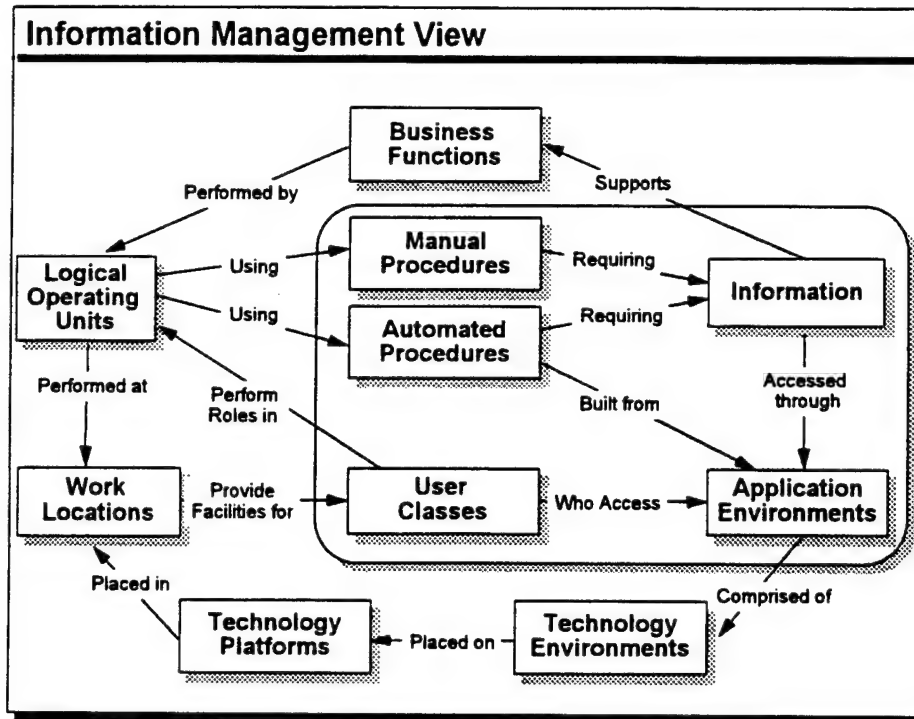 Information Management View
Business
Functions
Performed by
Supports
Manual
Procedures
Using
Requiring
Logical
Operating
Units
Information
Using
Automated
Procedures
Requiring
Performed at
Perform
Roles in
Built from
Accessed
through
Work
Locations
Provide
Facilities for
User
Classes
Who Access
Application
Environments
Placed in
Comprised of
Technology
Platforms
Placed on
Technology
Environments